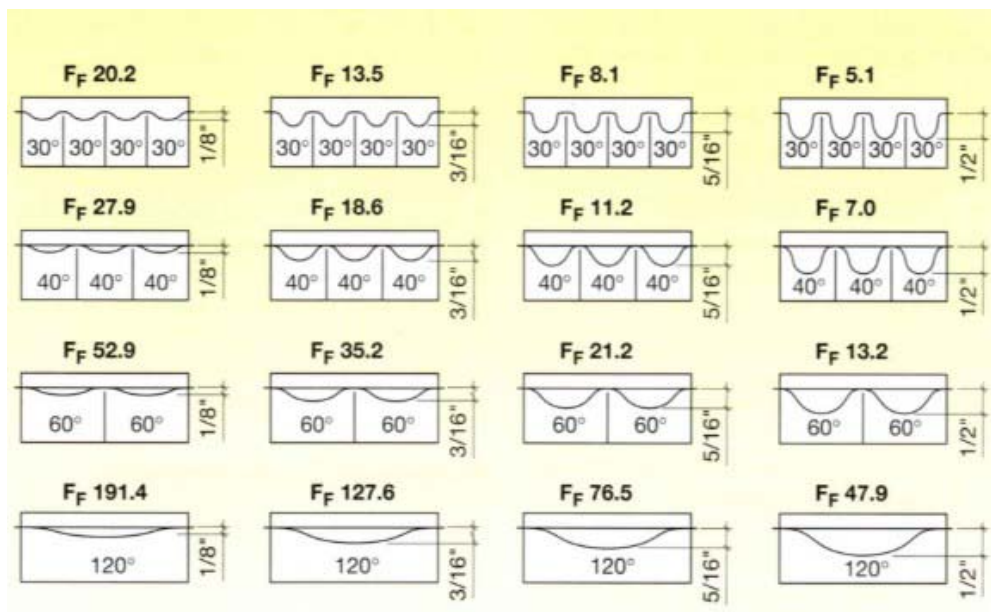 F_F 20.2 F_F 13.5 F_F 8.1 F_F 5.1
30° 30° 30° 30° 1/8" 30° 30° 30° 30° 3/16" 30° 30° 30° 30° 5/16" 30° 30° 30° 30° 1/2"
F_F 27.9 F_F 18.6 F_F 11.2 F_F 7.0
40° 40° 40° 1/8" 40° 40° 40° 3/16" 40° 40° 40° 5/16" 40° 40° 40° 1/2"
F_F 52.9 F_F 35.2 F_F 21.2 F_F 13.2
60° 60° 1/8" 60° 60° 3/16" 60° 60° 5/16" 60° 60° 1/2"
F_F 191.4 F_F 127.6 F_F 76.5 F_F 47.9
120° 1/8" 120° 3/16" 120° 5/16" 120° 1/2"